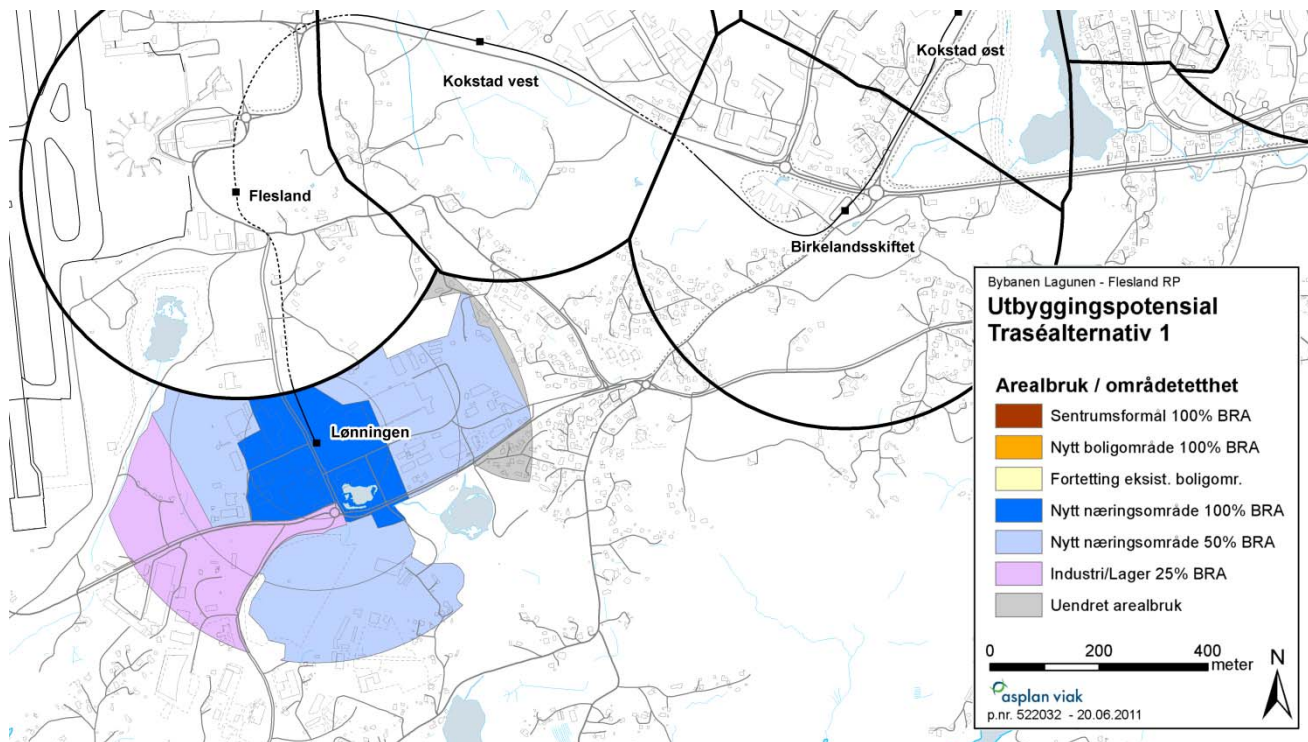 Kokstad øst
Kokstad vest
Flesland
Birkelandsskiftet
Lønningen
Bybanen Lagunen - Flesland RP
Utbyggingspotensial
Traséalternativ 1
Arealbruk / områdetetthet
Sentrumsformål 100% BRA
Nytt boligområde 100% BRA
Fortetting eksist. boligomr.
Nytt næringsområde 100% BRA
Nytt næringsområde 50% BRA
Industri/Lager 25% BRA
Uendret arealbruk
0 200 400
meter
N
asplan viak
p.nr. 522032 - 20.06.2011